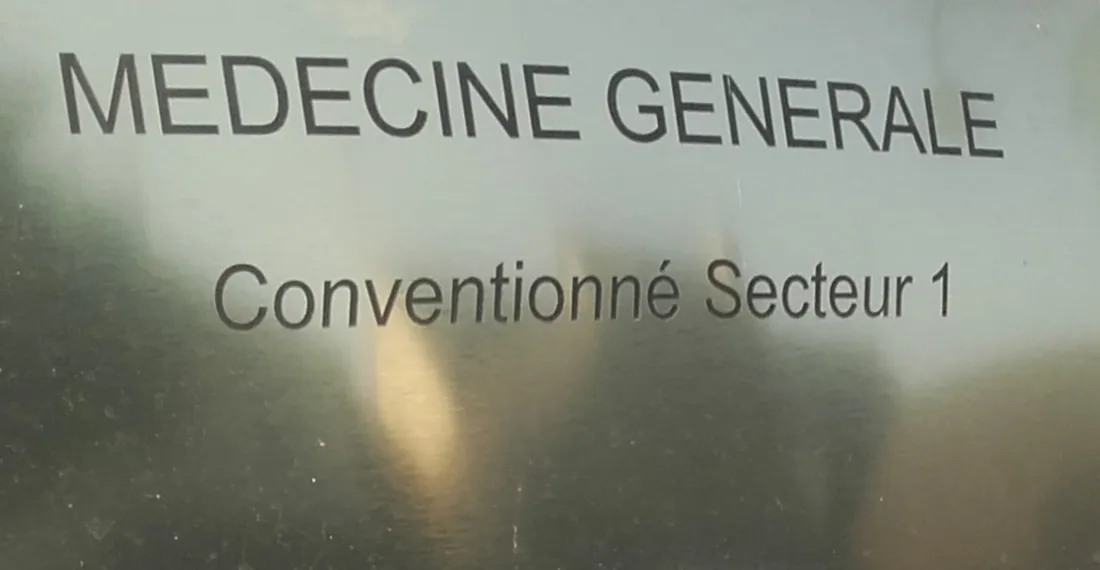 MEDECINE GENERALE
Conventionné Secteur 1